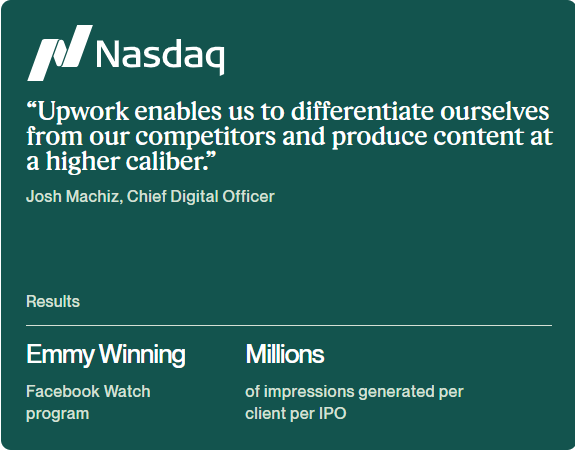 Nasdaq
“Upwork enables us to differentiate ourselves
from our competitors and produce content at
a higher caliber.”
Josh Machiz, Chief Digital Officer
Results
Emmy Winning
Facebook Watch
program
Millions
of impressions generated per
client per IPO